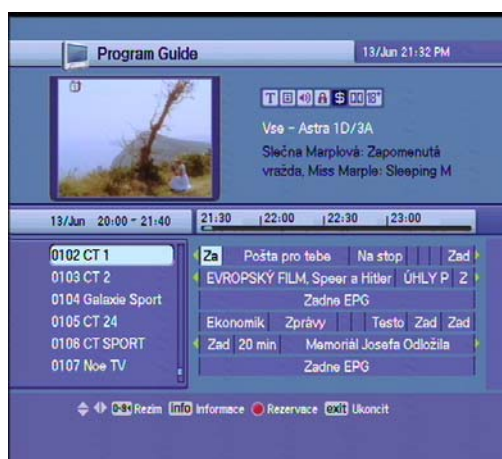 Program Guide
13/Jun 21:32 PM
T $ 18+
Vse - Astra 1D/3A
Slečna Marplová: Zapomenutá
vražda, Miss Marple: Sleeping M
13/Jun 20:00 - 21:40
21:30 22:00 22:30 23:00
0102 CT 1
Za Pošta pro tebe Na stop Zad
0103 CT 2
EVROPSKÝ FILM, Speer a Hitler ÚHLY P Z
0104 Galaxie Sport
Zadne EPG
0105 CT 24
Ekonomik Zprávy Testo Zad Zad
0106 CT SPORT
Zad 20 min Memoriál Josefa Odložila
0107 Noe TV
Zadne EPG
0-9 Rezim info Informace Rezervace exit Ukoncit